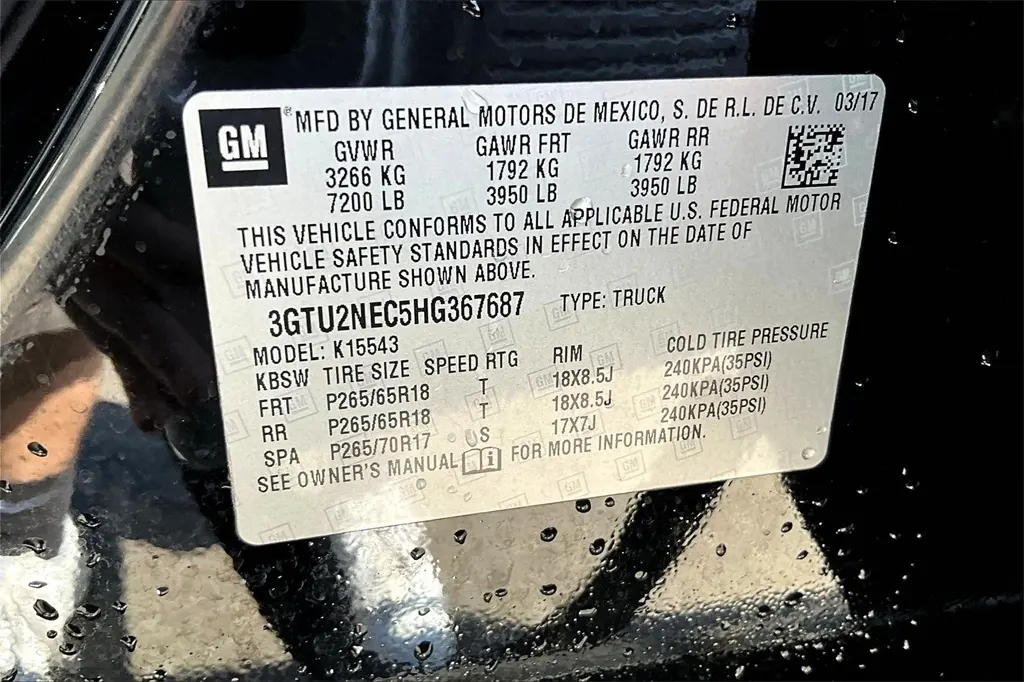 GM ® MFD BY GENERAL MOTORS DE MEXICO, S. DE R.L. DE C.V. 03/17
GVWR GAWR FRT GAWR RR
3266 KG 1792 KG 1792 KG
7200 LB 3950 LB 3950 LB
THIS VEHICLE CONFORMS TO ALL APPLICABLE U.S. FEDERAL MOTOR
VEHICLE SAFETY STANDARDS IN EFFECT ON THE DATE OF
MANUFACTURE SHOWN ABOVE.
3GTU2NEC5HG367687 TYPE: TRUCK
MODEL: K15543
KBSW TIRE SIZE SPEED RTG RIM COLD TIRE PRESSURE
FRT P265/65R18 T 18X8.5J 240KPA(35PSI)
RR P265/65R18 T 18X8.5J 240KPA(35PSI)
SPA P265/70R17 S 17X7J 240KPA(35PSI)
SEE OWNER'S MANUAL i FOR MORE INFORMATION.